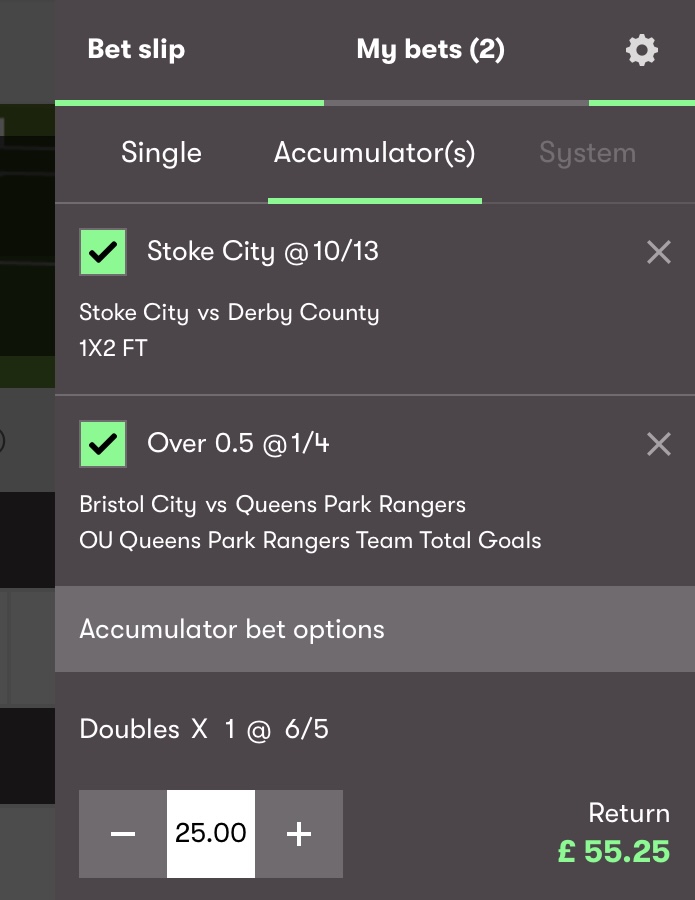 Bet slip
My bets (2)
Single
Accumulator(s)
System
Stoke City @ 10/13
Stoke City vs Derby County
1X2 FT
Over 0.5 @ 1/4
Bristol City vs Queens Park Rangers
OU Queens Park Rangers Team Total Goals
Accumulator bet options
Doubles X 1 @ 6/5
25.00
Return
£ 55.25